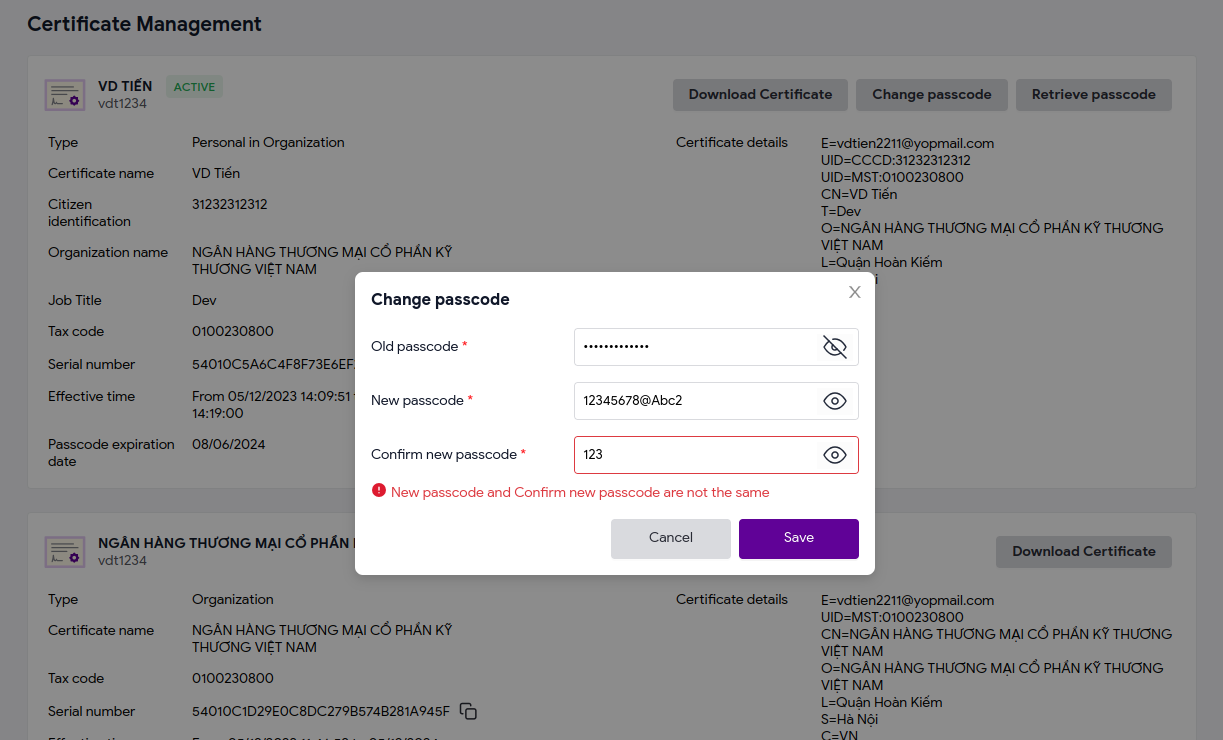 Certificate Management
VD TIẾN ACTIVE
vdt1234
Download Certificate Change passcode Retrieve passcode
Type Personal in Organization
Certificate name VD Tiến
Citizen identification 31232312312
Organization name NGÂN HÀNG THƯƠNG MẠI CỔ PHẦN KỸ
THƯƠNG VIỆT NAM
Job Title Dev
Tax code 0100230800
Serial number 54010C5A6C4F8F73E6EF
Effective time From 05/12/2023 14:09:51
14:19:00
Passcode expiration date 08/06/2024
Certificate details
E=vdtien2211@yopmail.com
UID=CCCD:31232312312
UID=MST:0100230800
CN=VD Tiến
T=Dev
O=NGÂN HÀNG THƯƠNG MẠI CỔ PHẦN KỸ THƯƠNG
VIỆT NAM
L=Quận Hoàn Kiếm
Change passcode
Old passcode * •••••••••••••
New passcode * 12345678@Abc2
Confirm new passcode * 123
New passcode and Confirm new passcode are not the same
Cancel Save
NGÂN HÀNG THƯƠNG MẠI CỔ PHẦN
vdt1234
Download Certificate
Type Organization
Certificate name NGÂN HÀNG THƯƠNG MẠI CỔ PHẦN KỸ
THƯƠNG VIỆT NAM
Tax code 0100230800
Serial number 54010C1D29E0C8DC279B574B281A945F
Certificate details
E=vdtien2211@yopmail.com
UID=MST:0100230800
CN=NGÂN HÀNG THƯƠNG MẠI CỔ PHẦN KỸ THƯƠNG
VIỆT NAM
O=NGÂN HÀNG THƯƠNG MẠI CỔ PHẦN KỸ THƯƠNG
VIỆT NAM
L=Quận Hoàn Kiếm
S=Hà Nội
C=VN